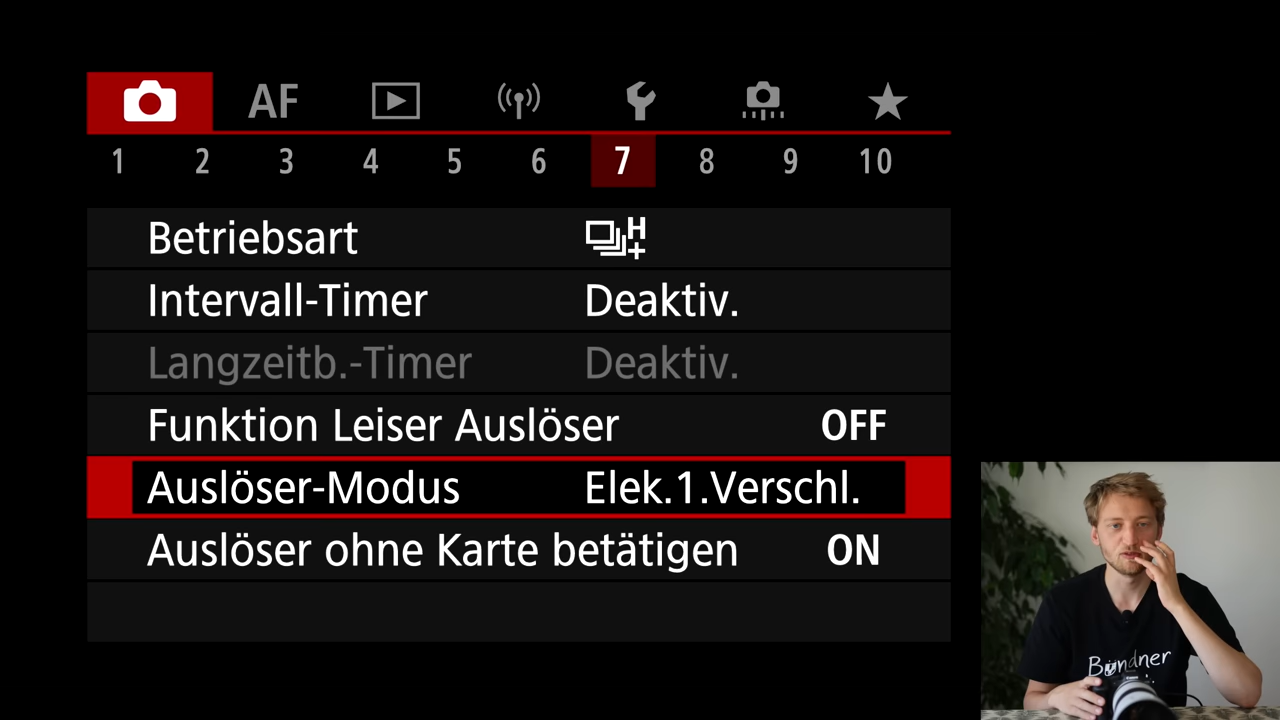 AF
1 2 3 4 5 6 7 8 9 10
Betriebsart H+
Intervall-Timer Deaktiv.
Langzeitb.-Timer Deaktiv.
Funktion Leiser Auslöser OFF
Auslöser-Modus Elek.1.Verschl.
Auslöser ohne Karte betätigen ON
Bündner